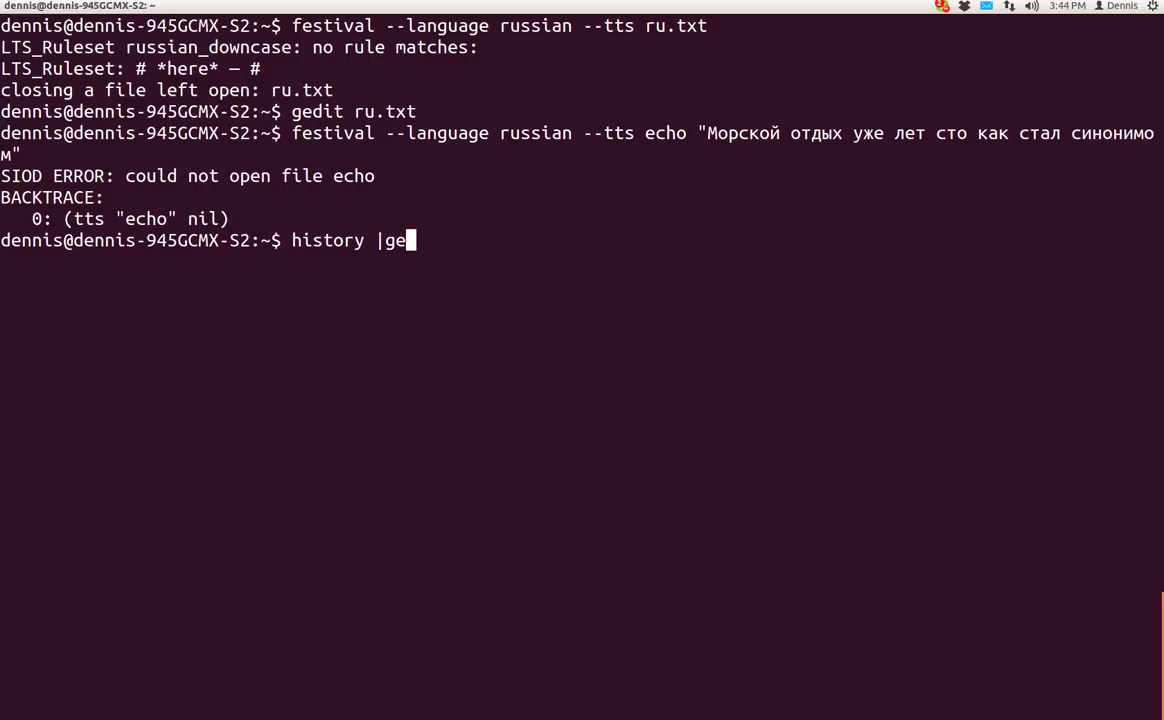 dennis@dennis-945GCMX-S2: ~
3:44 PM
Dennis
dennis@dennis-945GCMX-S2:~$ festival --language russian --tts ru.txt
LTS_Ruleset russian_downcase: no rule matches:
LTS_Ruleset: # *here* — #
closing a file left open: ru.txt
dennis@dennis-945GCMX-S2:~$ gedit ru.txt
dennis@dennis-945GCMX-S2:~$ festival --language russian --tts echo "Морской отдых уже лет сто как стал синонимо
м"
SIOD ERROR: could not open file echo
BACKTRACE:
   0: (tts "echo" nil)
dennis@dennis-945GCMX-S2:~$ history |ge